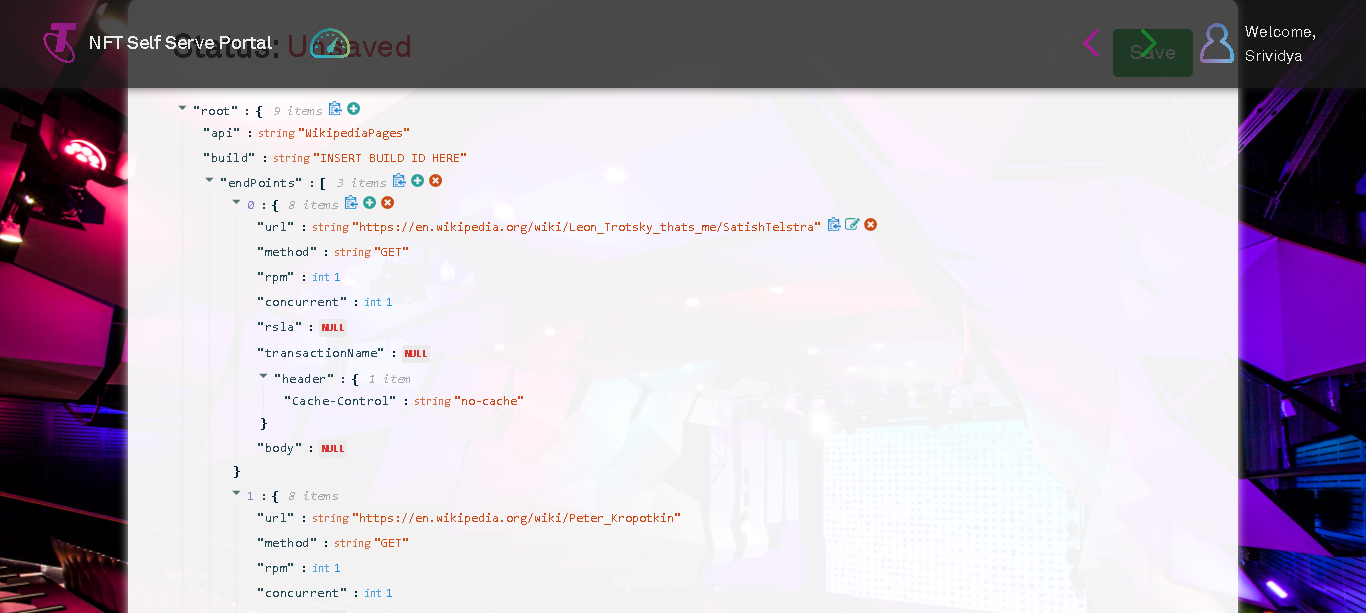 Status: Unsaved
NFT Self Serve Portal
Save
Welcome,
Srividya
"root" : { 9 items
"api" : string "WikipediaPages"
"build" : string "INSERT BUILD ID HERE"
"endPoints" : [ 3 items
0 : { 8 items
"url" : string "https://en.wikipedia.org/wiki/Leon_Trotsky_thats_me/SatishTelstra"
"method" : string "GET"
"rpm" : int 1
"concurrent" : int 1
"rsla" : NULL
"transactionName" : NULL
"header" : { 1 item
"Cache-Control" : string "no-cache"
}
"body" : NULL
}
1 : { 8 items
"url" : string "https://en.wikipedia.org/wiki/Peter_Kropotkin"
"method" : string "GET"
"rpm" : int 1
"concurrent" : int 1